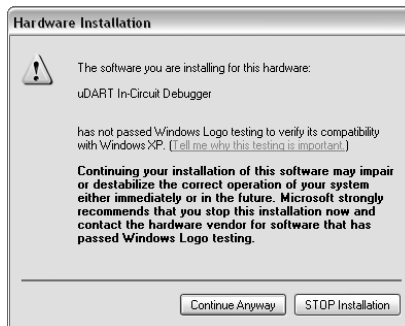 Hardware Installation
The software you are installing for this hardware:
uDART In-Circuit Debugger
has not passed Windows Logo testing to verify its compatibility
with Windows XP. (Tell me why this testing is important.)
Continuing your installation of this software may impair
or destabilize the correct operation of your system
either immediately or in the future. Microsoft strongly
recommends that you stop this installation now and
contact the hardware vendor for software that has
passed Windows Logo testing.
Continue Anyway STOP Installation